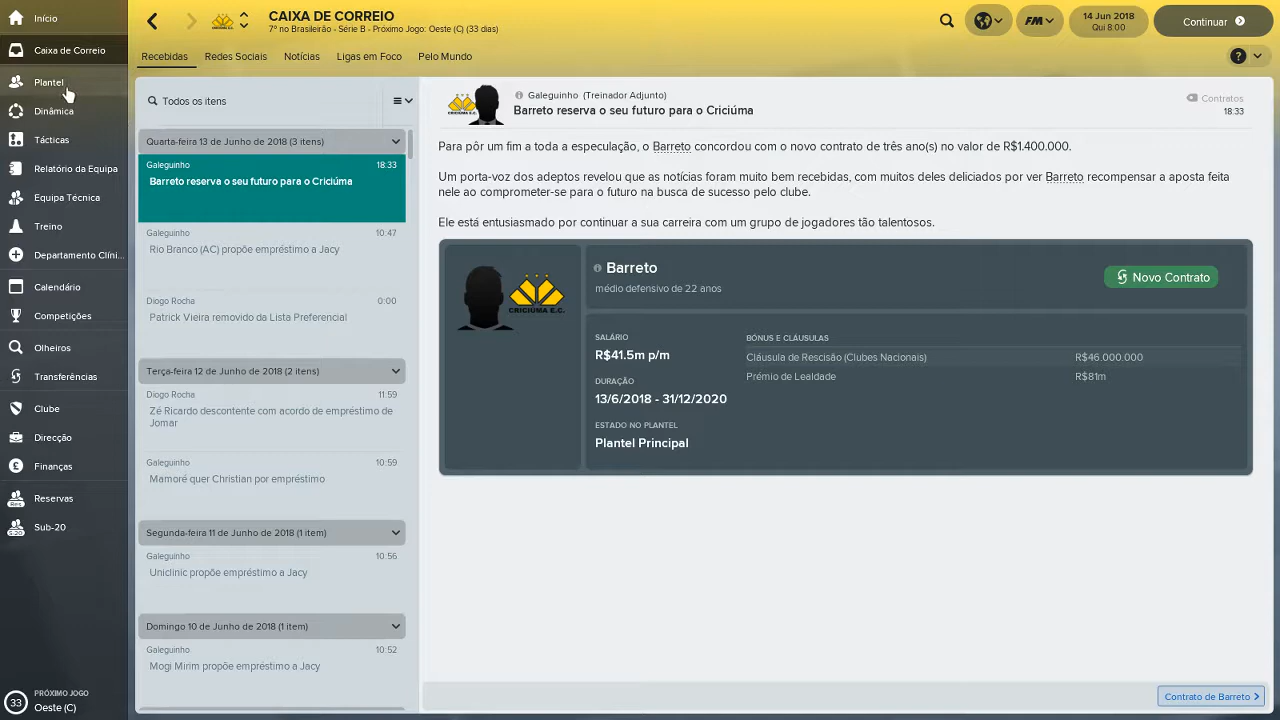 Início
Caixa de Correio
Plantel
Dinâmica
Tácticas
Relatório da Equipa
Equipa Técnica
Treino
Departamento Clíni...
Calendário
Competições
Olheiros
Transferências
Clube
Direcção
Finanças
Res
Reservas
Sub-20
33
PRÓXIMO JOGO
Oeste (C)
CAIXA DE CORREIO
7º no Brasileirão - Série B - Próximo Jogo: Oeste (C) (33 dias)
FM
14 Jun 2018
Qui 8:00
Continuar
Recebidas
Redes Sociais
Notícias
Ligas em Foco
Pelo Mundo
?
Todos os itens
Quarta-feira 13 de Junho de 2018 (3 itens)
Galeguinho 18:33
Barreto reserva o seu futuro para o Criciúma
Galeguinho 10:47
Rio Branco (AC) propõe empréstimo a Jacy
Diogo Rocha 0:00
Patrick Vieira removido da Lista Preferencial
Terça-feira 12 de Junho de 2018 (2 itens)
Diogo Rocha 11:59
Zé Ricardo descontente com acordo de empréstimo de
Jomar
Galeguinho 10:59
Mamoré quer Christian por empréstimo
Segunda-feira 11 de Junho de 2018 (1 item)
Galeguinho 10:56
Uniclinic propõe empréstimo a Jacy
Domingo 10 de Junho de 2018 (1 item)
Galeguinho 10:52
Mogi Mirim propõe empréstimo a Jacy
Galeguinho (Treinador Adjunto)
Barreto reserva o seu futuro para o Criciúma
Contratos
18:33
Para pôr um fim a toda a especulação, o Barreto concordou com o novo contrato de três ano(s) no valor de R$1.400.000.
Um porta-voz dos adeptos revelou que as notícias foram muito bem recebidas, com muitos deles deliciados por ver Barreto recompensar a aposta feita
nele ao comprometer-se para o futuro na busca de sucesso pelo clube.
Ele está entusiasmado por continuar a sua carreira com um grupo de jogadores tão talentosos.
CRICIÚMA E.C.
Barreto
médio defensivo de 22 anos
Novo Contrato
SALÁRIO
R$41.5m p/m
DURAÇÃO
13/6/2018 - 31/12/2020
ESTADO NO PLANTEL
Plantel Principal
BÓNUS E CLÁUSULAS
Cláusula de Rescisão (Clubes Nacionais) R$46.000.000
Prémio de Lealdade R$81m
Contrato de Barreto